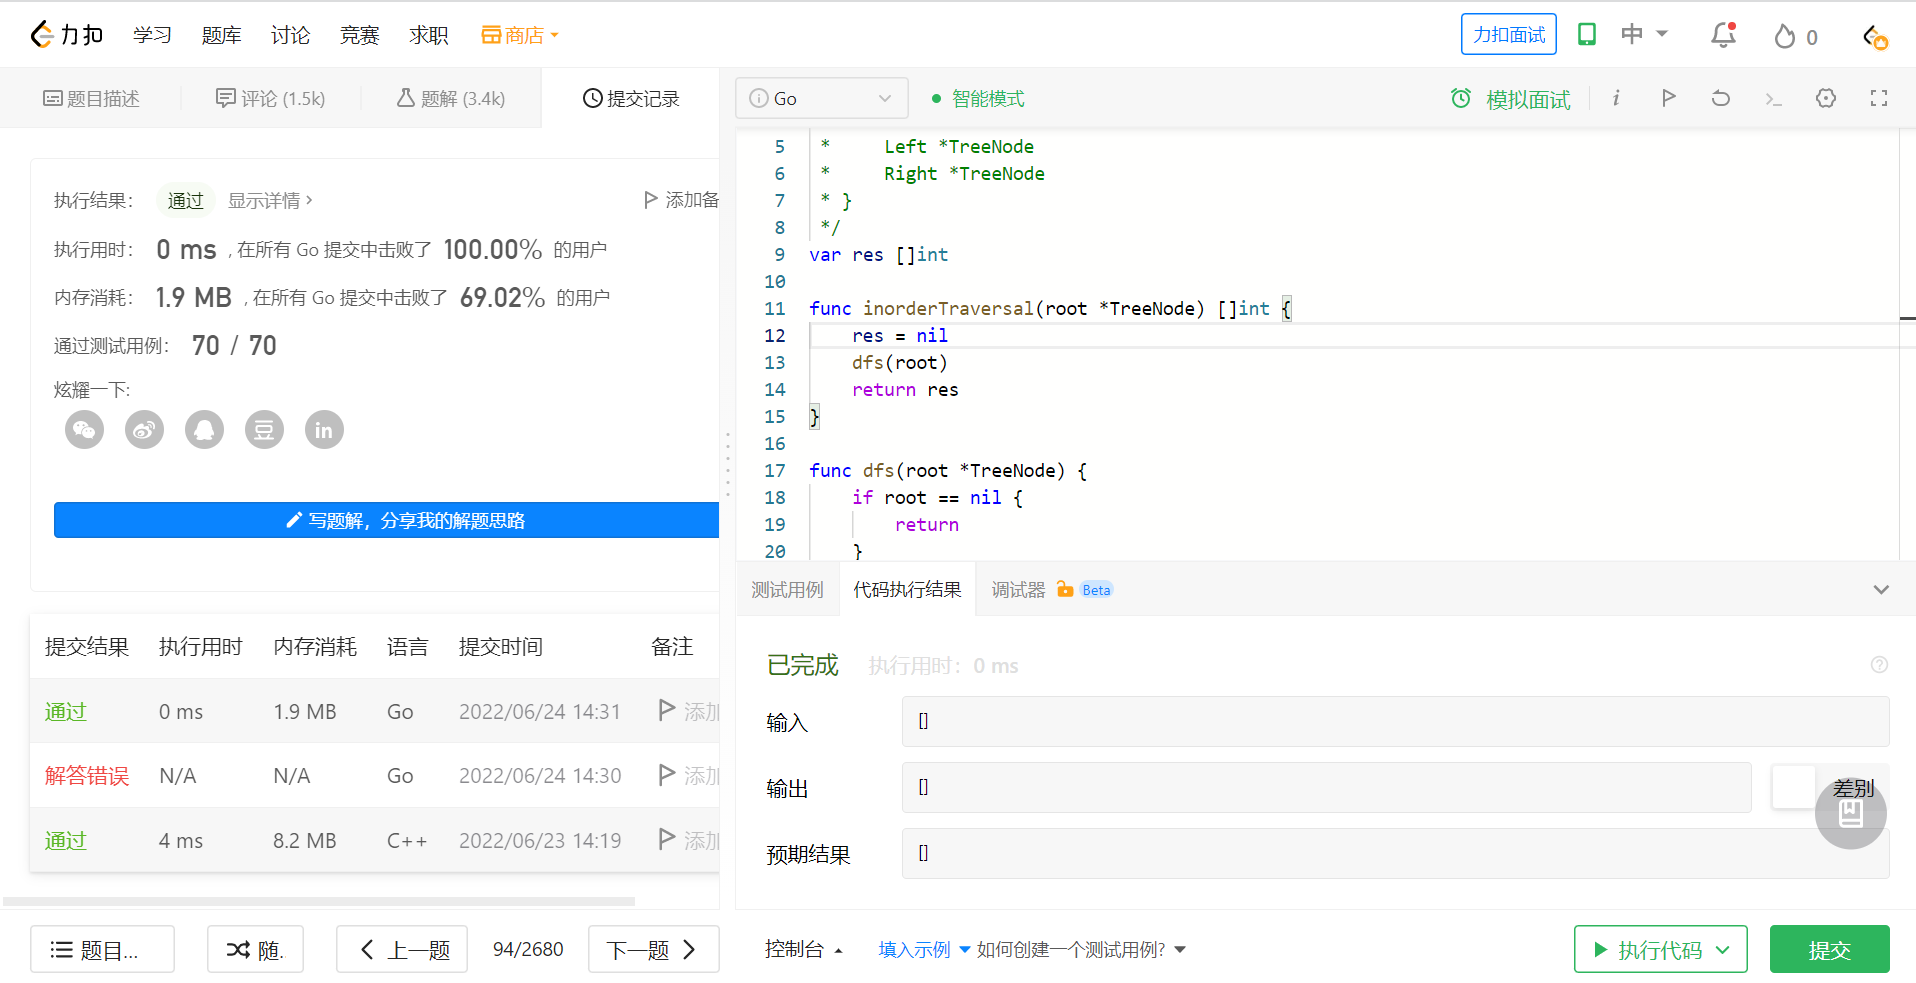 力扣 学习 题库 讨论 竞赛 求职 商店 力扣面试 中 0
题目描述 评论 (1.5k) 题解 (3.4k) 提交记录
执行结果： 通过 显示详情 > 添加备
执行用时： 0 ms , 在所有 Go 提交中击败了 100.00% 的用户
内存消耗： 1.9 MB , 在所有 Go 提交中击败了 69.02% 的用户
通过测试用例： 70 / 70
炫耀一下:
豆 in
写题解，分享我的解题思路
提交结果 执行用时 内存消耗 语言 提交时间 备注
通过 0 ms 1.9 MB Go 2022/06/24 14:31 添加
解答错误 N/A N/A Go 2022/06/24 14:30 添加
通过 4 ms 8.2 MB C++ 2022/06/23 14:19 添加
题目... 随. 上一题 94/2680 下一题
i Go 智能模式 模拟面试 i
5 *     Left *TreeNode
6 *     Right *TreeNode
7 * }
8 */
9 var res []int
10
11 func inorderTraversal(root *TreeNode) []int {
12     res = nil
13     dfs(root)
14     return res
15 }
16
17 func dfs(root *TreeNode) {
18     if root == nil {
19         return
20     }
测试用例 代码执行结果 调试器 Beta
已完成 执行用时：0 ms ?
输入 []
输出 [] 差别
预期结果 []
控制台 填入示例 如何创建一个测试用例? 执行代码 提交